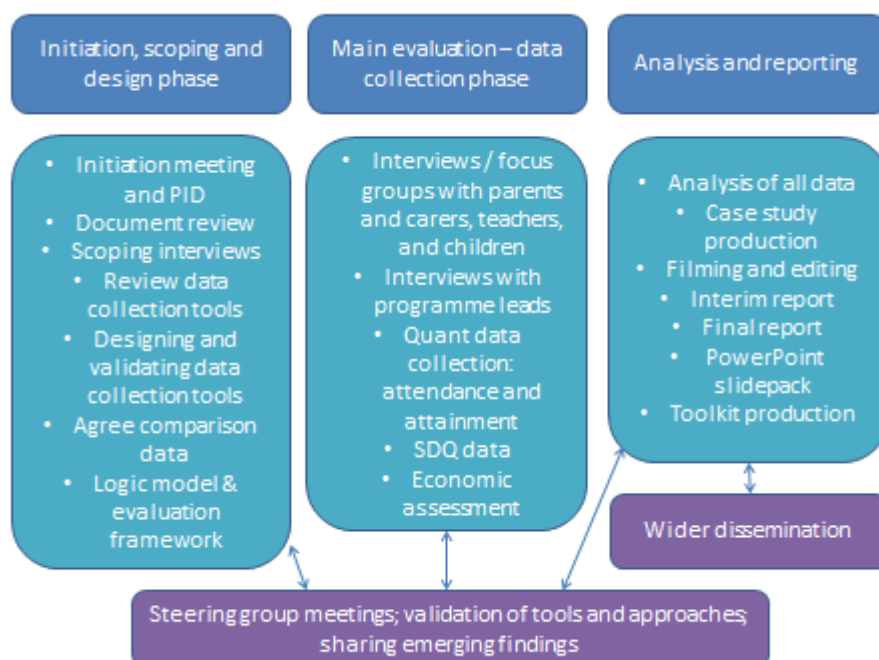 Initiation, scoping and
design phase
Main evaluation – data
collection phase
Analysis and reporting
• Initiation meeting
and PID
• Document review
• Scoping interviews
• Review data
collection tools
• Designing and
validating data
collection tools
• Agree comparison
data
• Logic model &
evaluation
framework
• Interviews / focus
groups with parents
and carers, teachers,
and children
• Interviews with
programme leads
• Quant data
collection:
attendance and
attainment
• SDQ data
• Economic
assessment
• Analysis of all data
• Case study
production
• Filming and editing
• Interim report
• Final report
• PowerPoint
slidepack
• Toolkit production
Wider dissemination
Steering group meetings; validation of tools and approaches;
sharing emerging findings